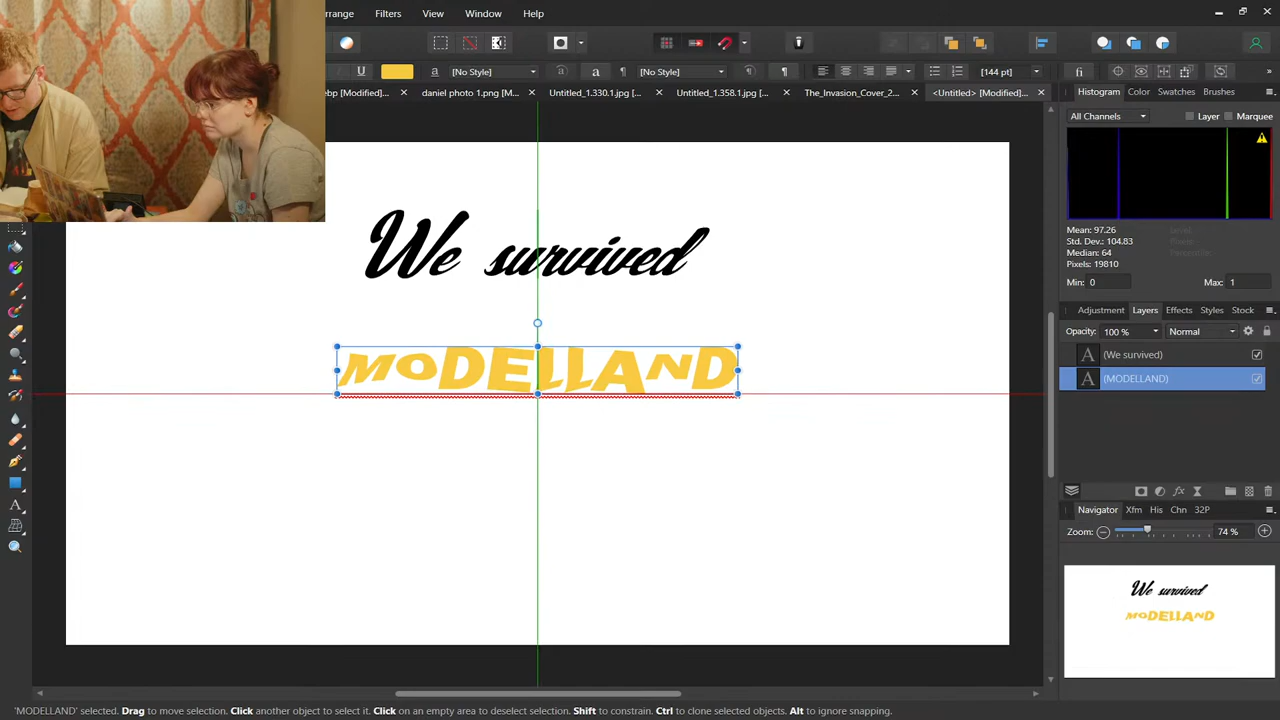 rrange Filters View Window Help
U [No Style] a [No Style] ¶ [144 pt] fi
ebp [Modified]... × daniel photo 1.png [M... × Untitled_1.330.1.jpg [... × Untitled_1.358.1.jpg [... × The_Invasion_Cover_2... × <Untitled> [Modified]... ×
Histogram Color Swatches Brushes
All Channels Layer Marquee
Mean: 97.26
Std. Dev.: 104.83
Median: 64
Pixels: 19810
Min: 0 Max: 1
We survived
MODELLAND
Adjustment Layers Effects Styles Stock
Opacity: 100 % Normal
A (We survived)
A (MODELLAND)
Navigator Xfm His Chn 32P
Zoom: 74 %
We survived
MODELLAND
'MODELLAND' selected. Drag to move selection. Click another object to select it. Click on an empty area to deselect selection. Shift to constrain. Ctrl to clone selected objects. Alt to ignore snapping.